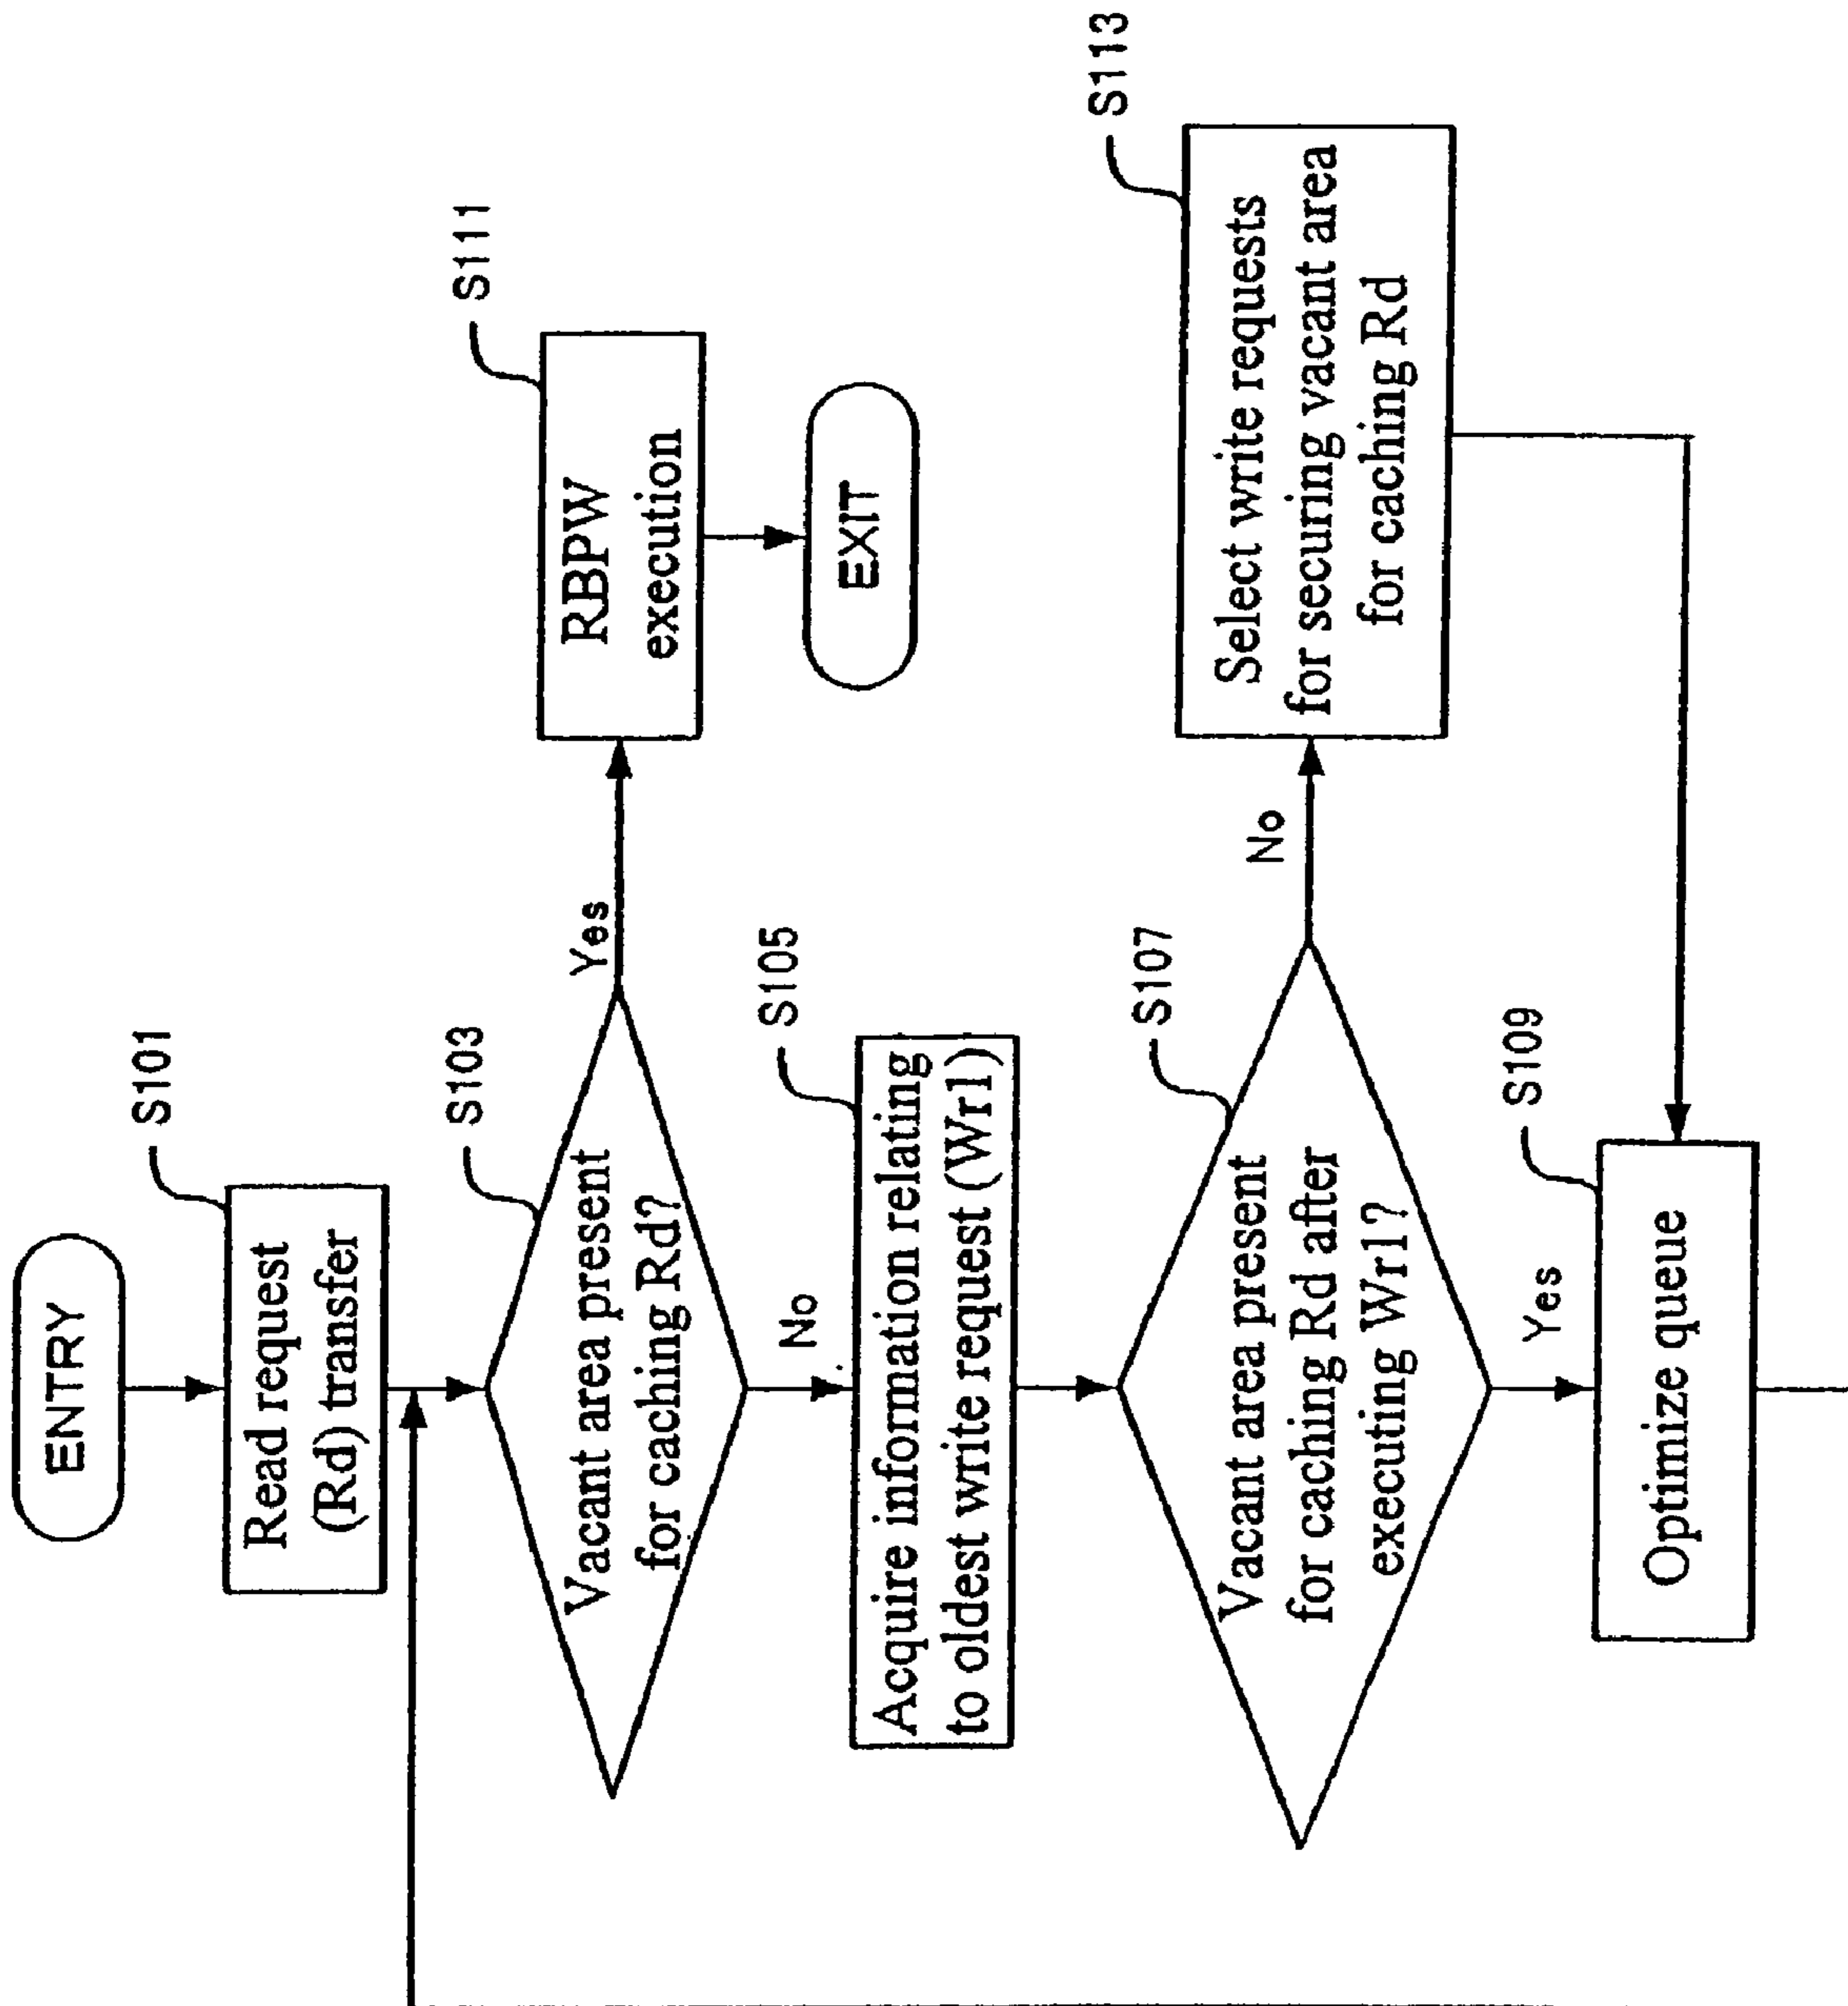 ENTRY
S101
Read request
(Rd) transfer
S103
Vacant area present
for caching Rd?
Yes
S111
RBPW
execution
EXIT
No
S105
Acquire information relating
to oldest write request (Wr1)
S107
Vacant area present
for caching Rd after
executing Wr1?
No
S113
Select write requests
for securing vacant area
for caching Rd
Yes
S109
Optimize queue